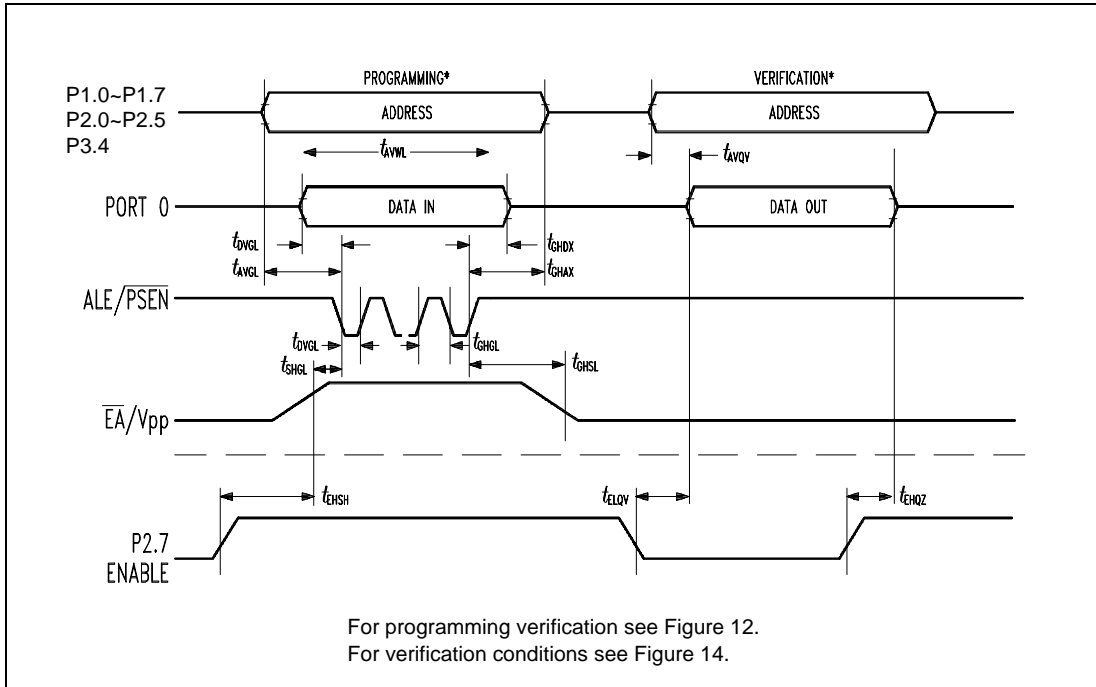 PROGRAMMING*
VERIFICATION*
P1.0~P1.7
P2.0~P2.5
P3.4
ADDRESS
ADDRESS
tAVWL
tAVQV
PORT 0
DATA IN
DATA OUT
tDVGL
tGHDX
tAVGL
tGHAX
ALE/PSEN
tDVGL
tGHGL
tSHGL
tGHSL
EA/Vpp
tEHSH
tELQV
tEHQZ
P2.7
ENABLE
For programming verification see Figure 12.
For verification conditions see Figure 14.